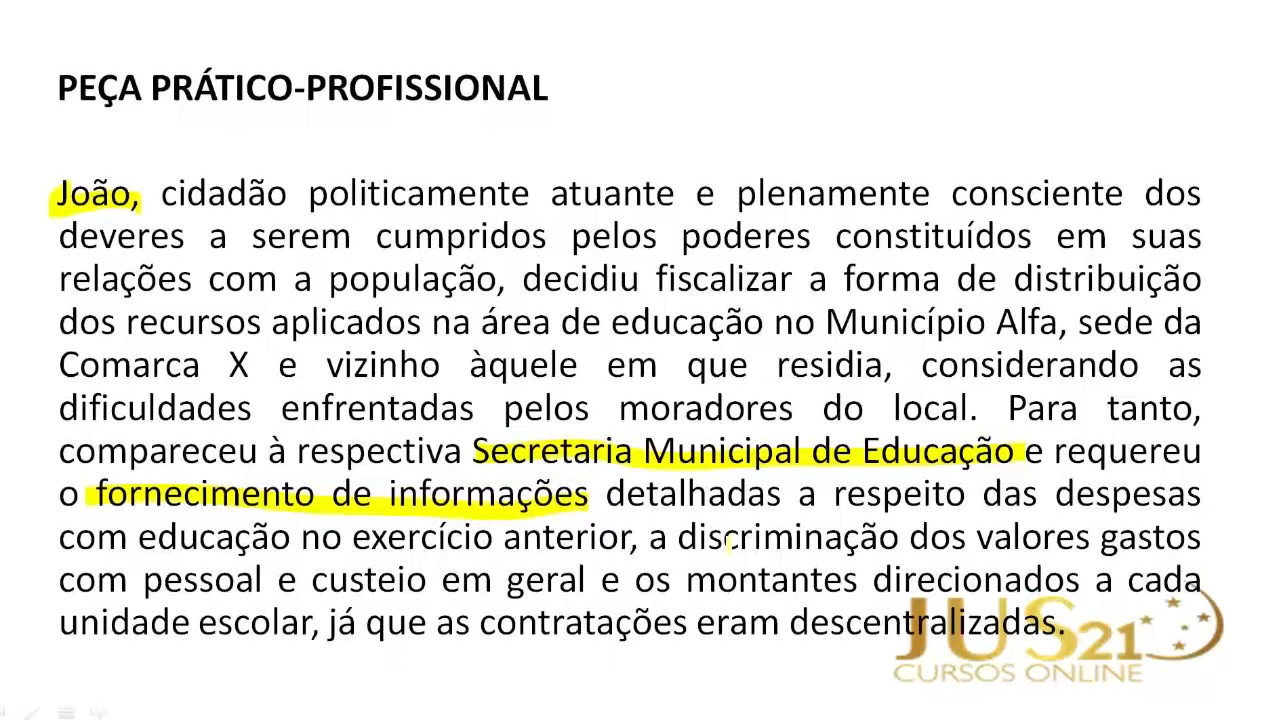 PEÇA PRÁTICO-PROFISSIONAL
João, cidadão politicamente atuante e plenamente consciente dos
deveres a serem cumpridos pelos poderes constituídos em suas
relações com a população, decidiu fiscalizar a forma de distribuição
dos recursos aplicados na área de educação no Município Alfa, sede da
Comarca X e vizinho àquele em que residia, considerando as
dificuldades enfrentadas pelos moradores do local. Para tanto,
compareceu à respectiva Secretaria Municipal de Educação e requereu
o fornecimento de informações detalhadas a respeito das despesas
com educação no exercício anterior, a discriminação dos valores gastos
com pessoal e custeio em geral e os montantes direcionados a cada
unidade escolar, já que as contratações eram descentralizadas.
JUS21
CURSOS ONLINE